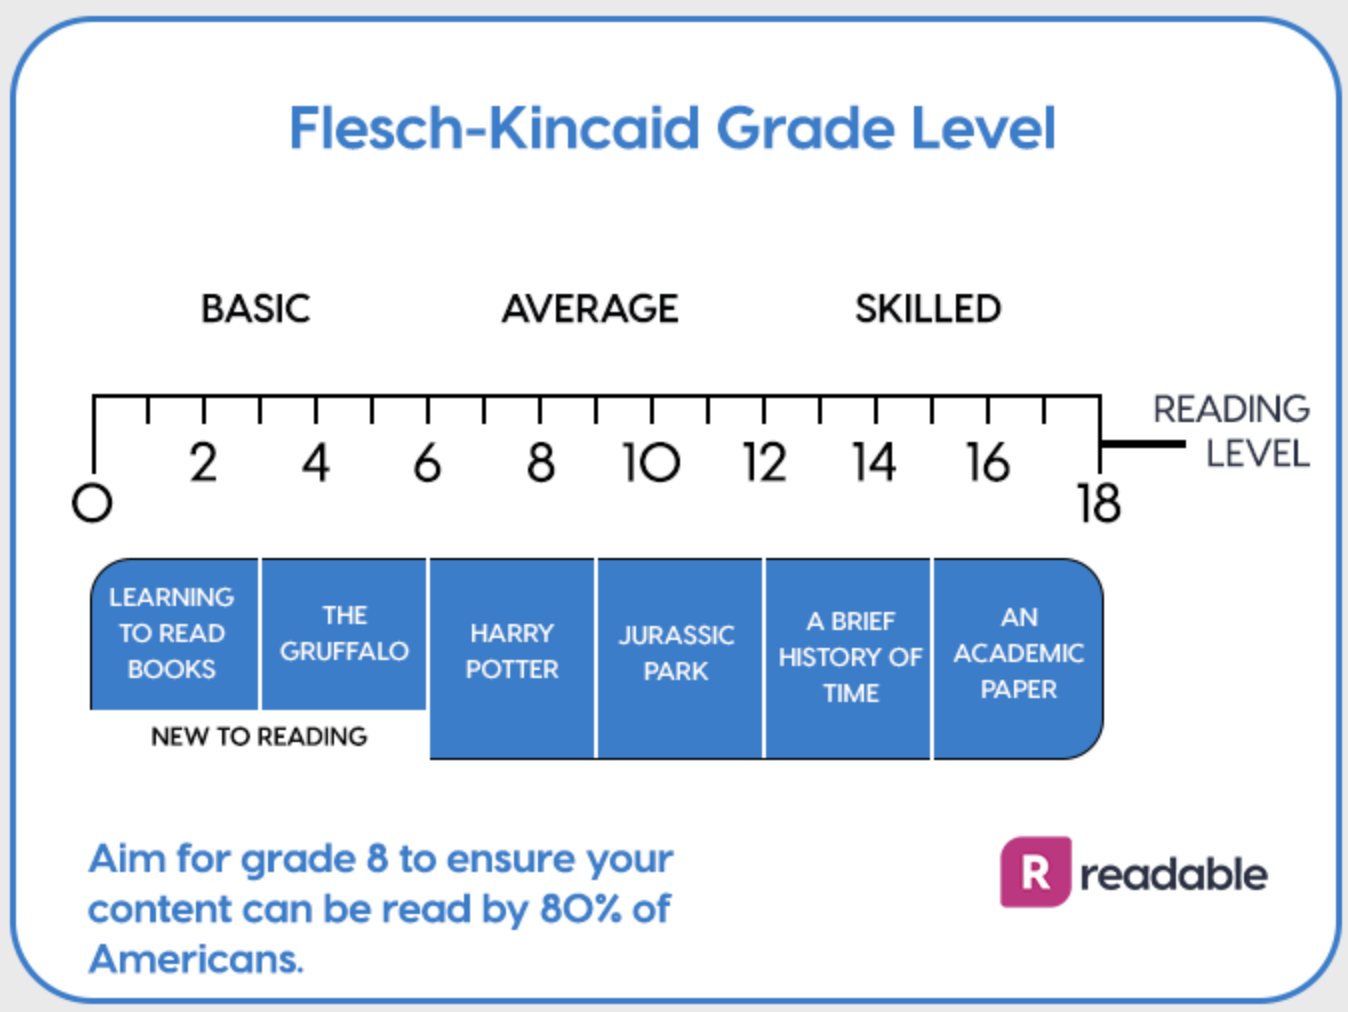 Flesch-Kincaid Grade Level
BASIC AVERAGE SKILLED
READING
LEVEL
0 2 4 6 8 10 12 14 16 18
LEARNING
TO READ
BOOKS
THE
GRUFFALO
HARRY
POTTER
JURASSIC
PARK
A BRIEF
HISTORY OF
TIME
AN
ACADEMIC
PAPER
NEW TO READING
Aim for grade 8 to ensure your
content can be read by 80% of
Americans.
R readable